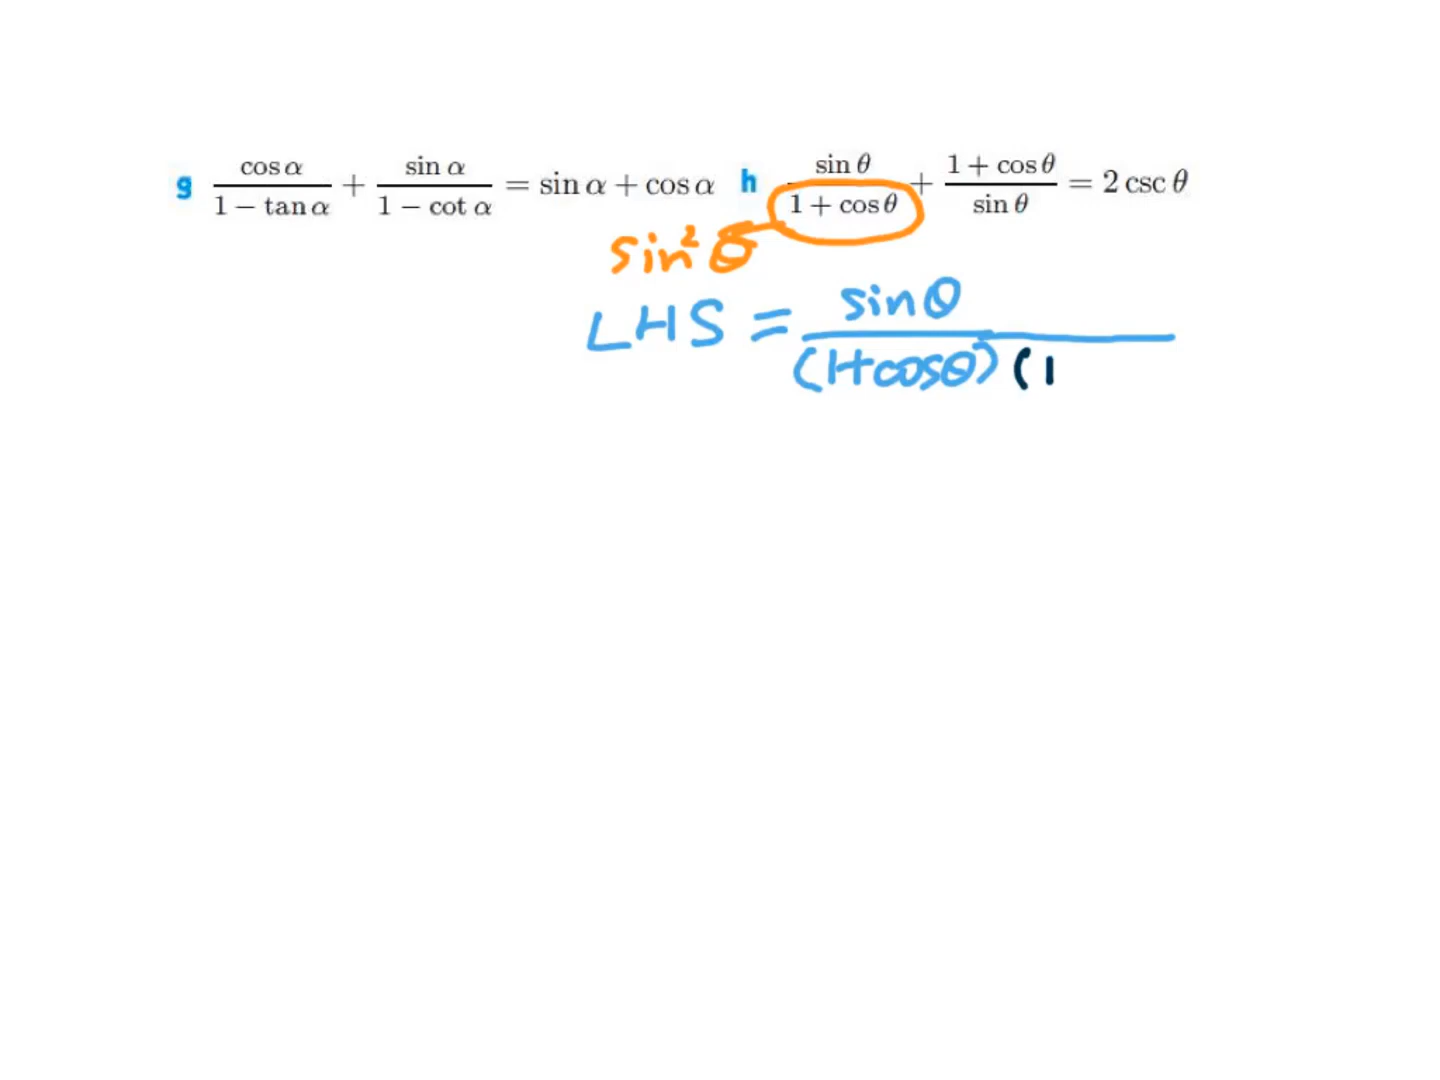 g cos α / 1 − tan α + sin α / 1 − cot α = sin α + cos α h sin θ / 1 + cos θ + 1 + cos θ / sin θ = 2 csc θ
sin² θ
LHS = sin θ / (1+cosθ) (1